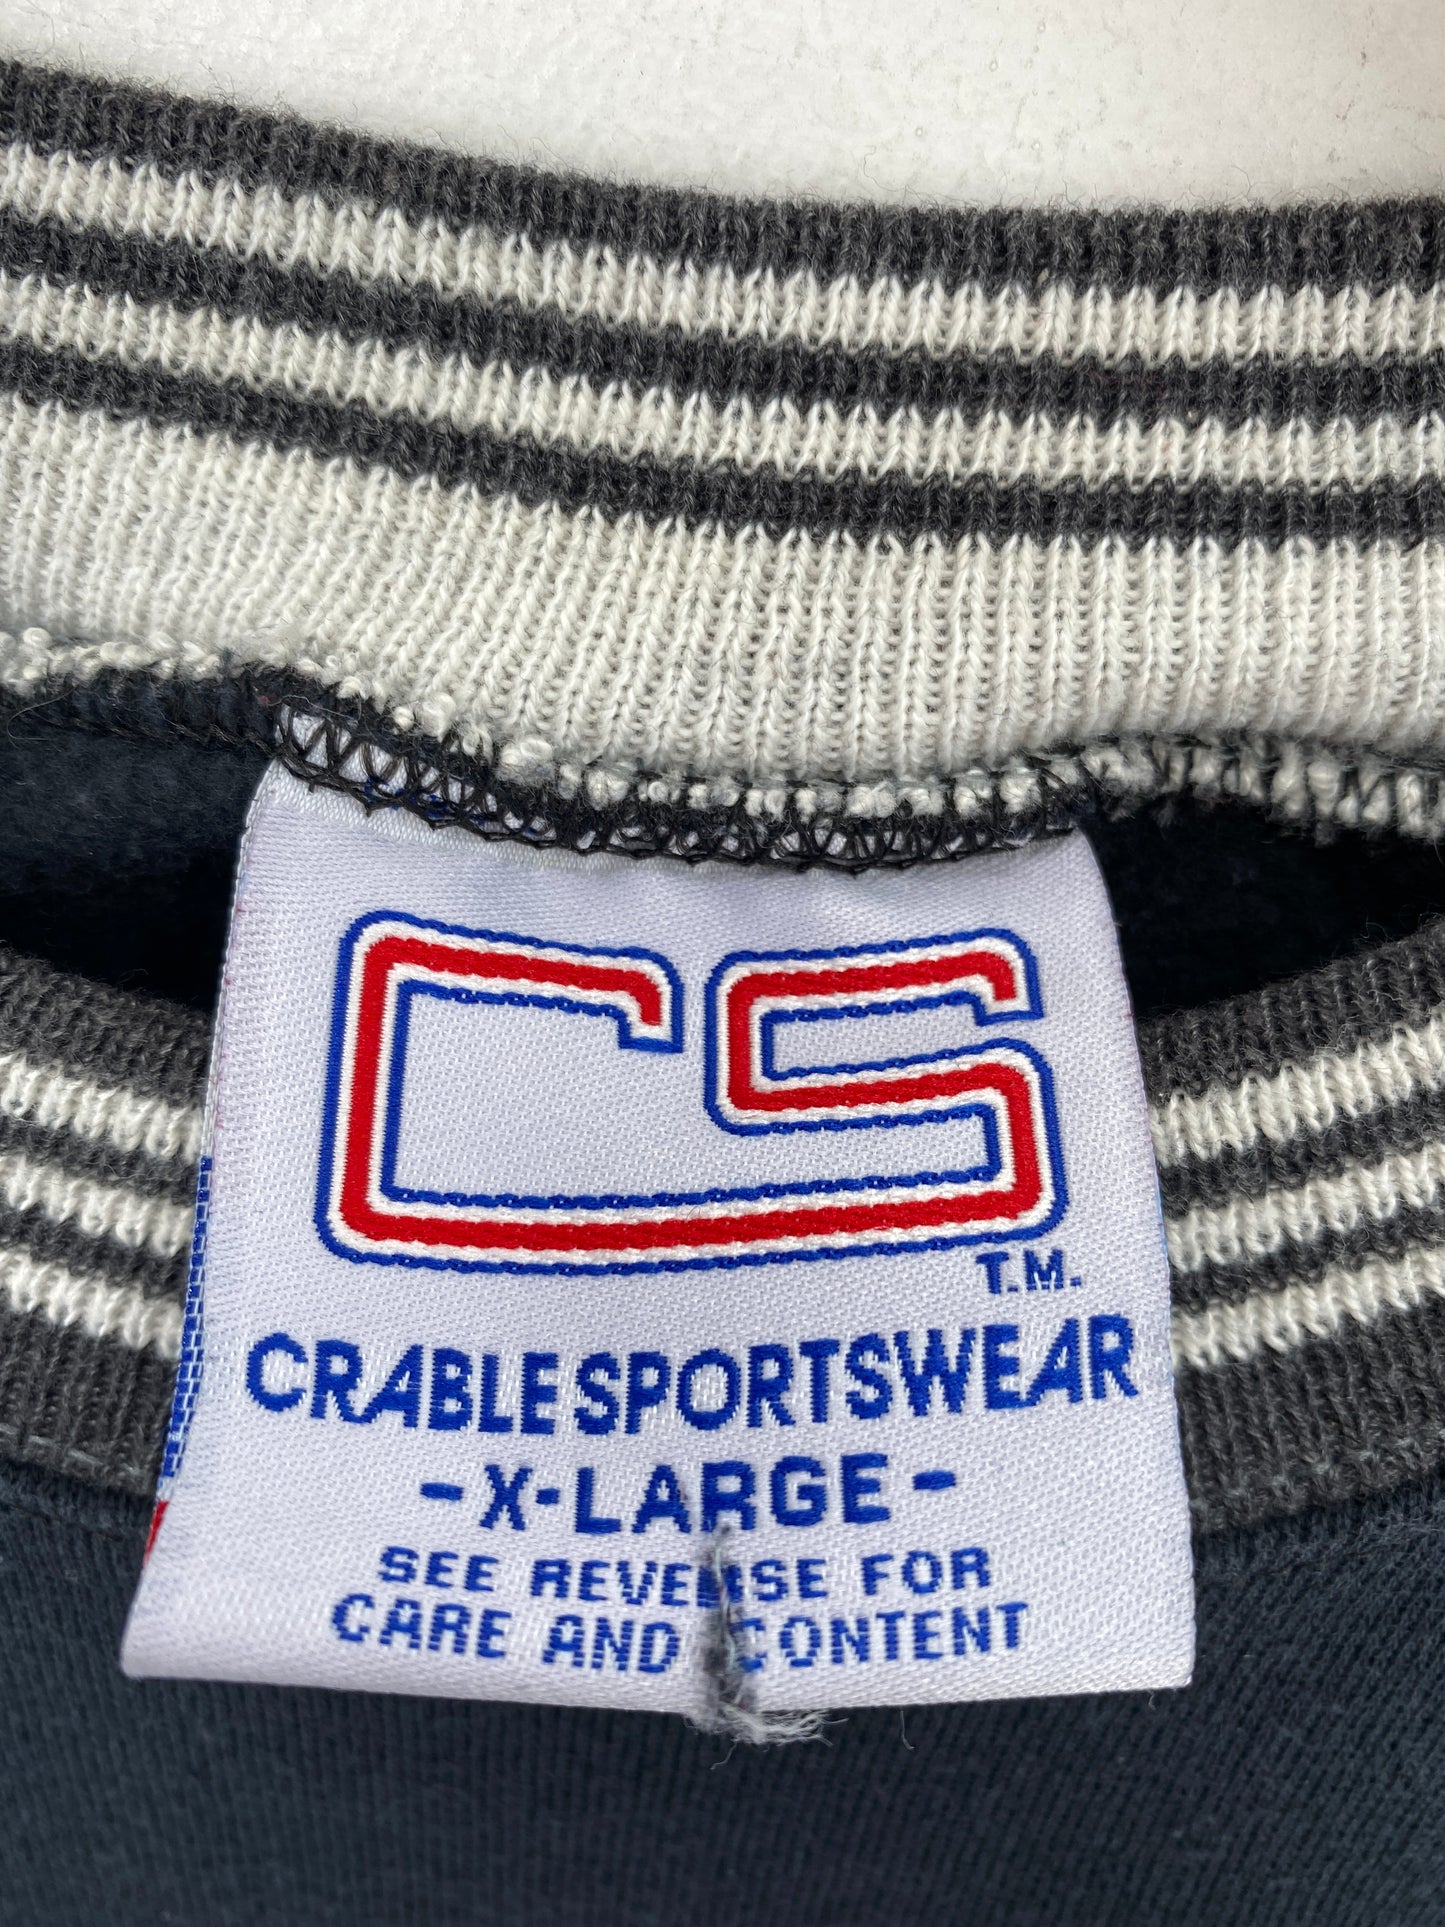 CS
T.M.
CRABLE SPORTSWEAR
- X-LARGE -
SEE REVERSE FOR
CARE AND CONTENT